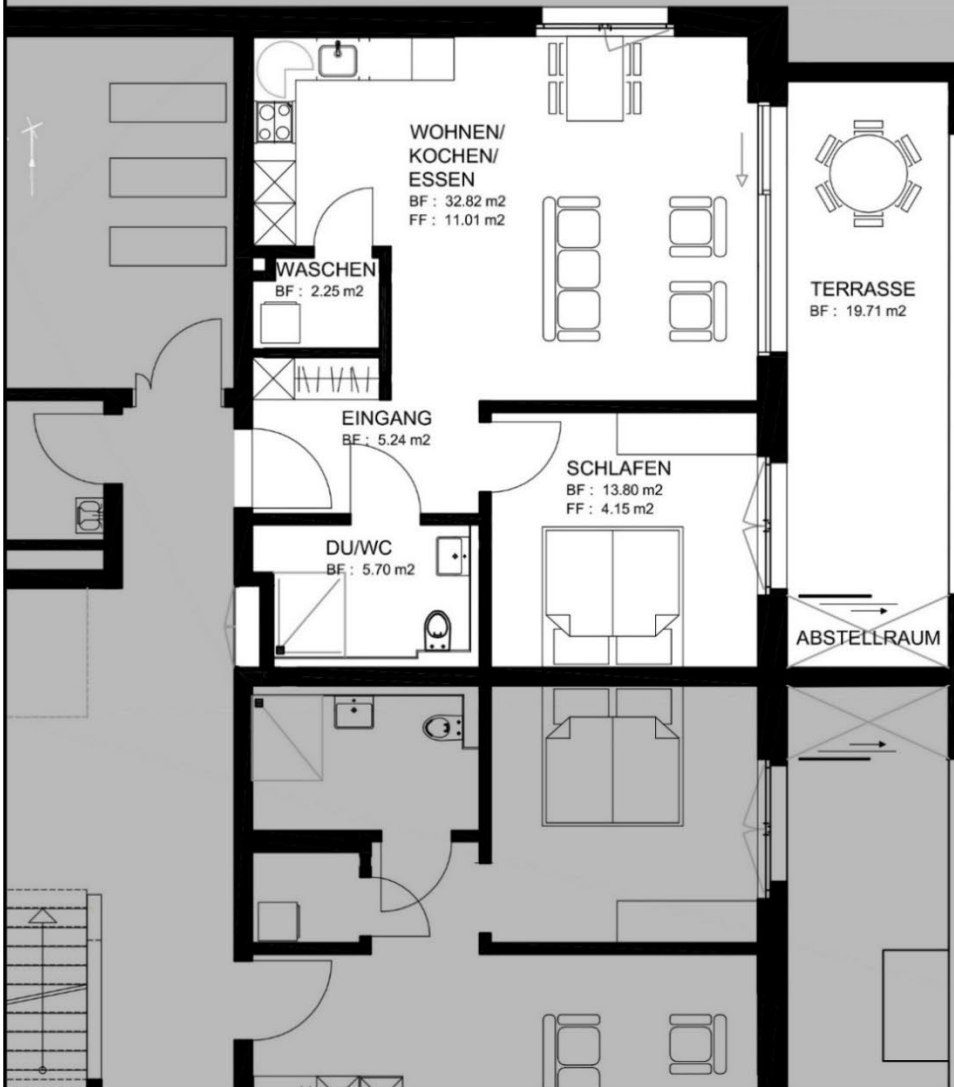 WOHNEN/
KOCHEN/
ESSEN
BF : 32.82 m2
FF : 11.01 m2
WASCHEN
BF : 2.25 m2
TERRASSE
BF : 19.71 m2
EINGANG
BF : 5.24 m2
SCHLAFEN
BF : 13.80 m2
FF : 4.15 m2
DU/WC
BF : 5.70 m2
ABSTELLRAUM